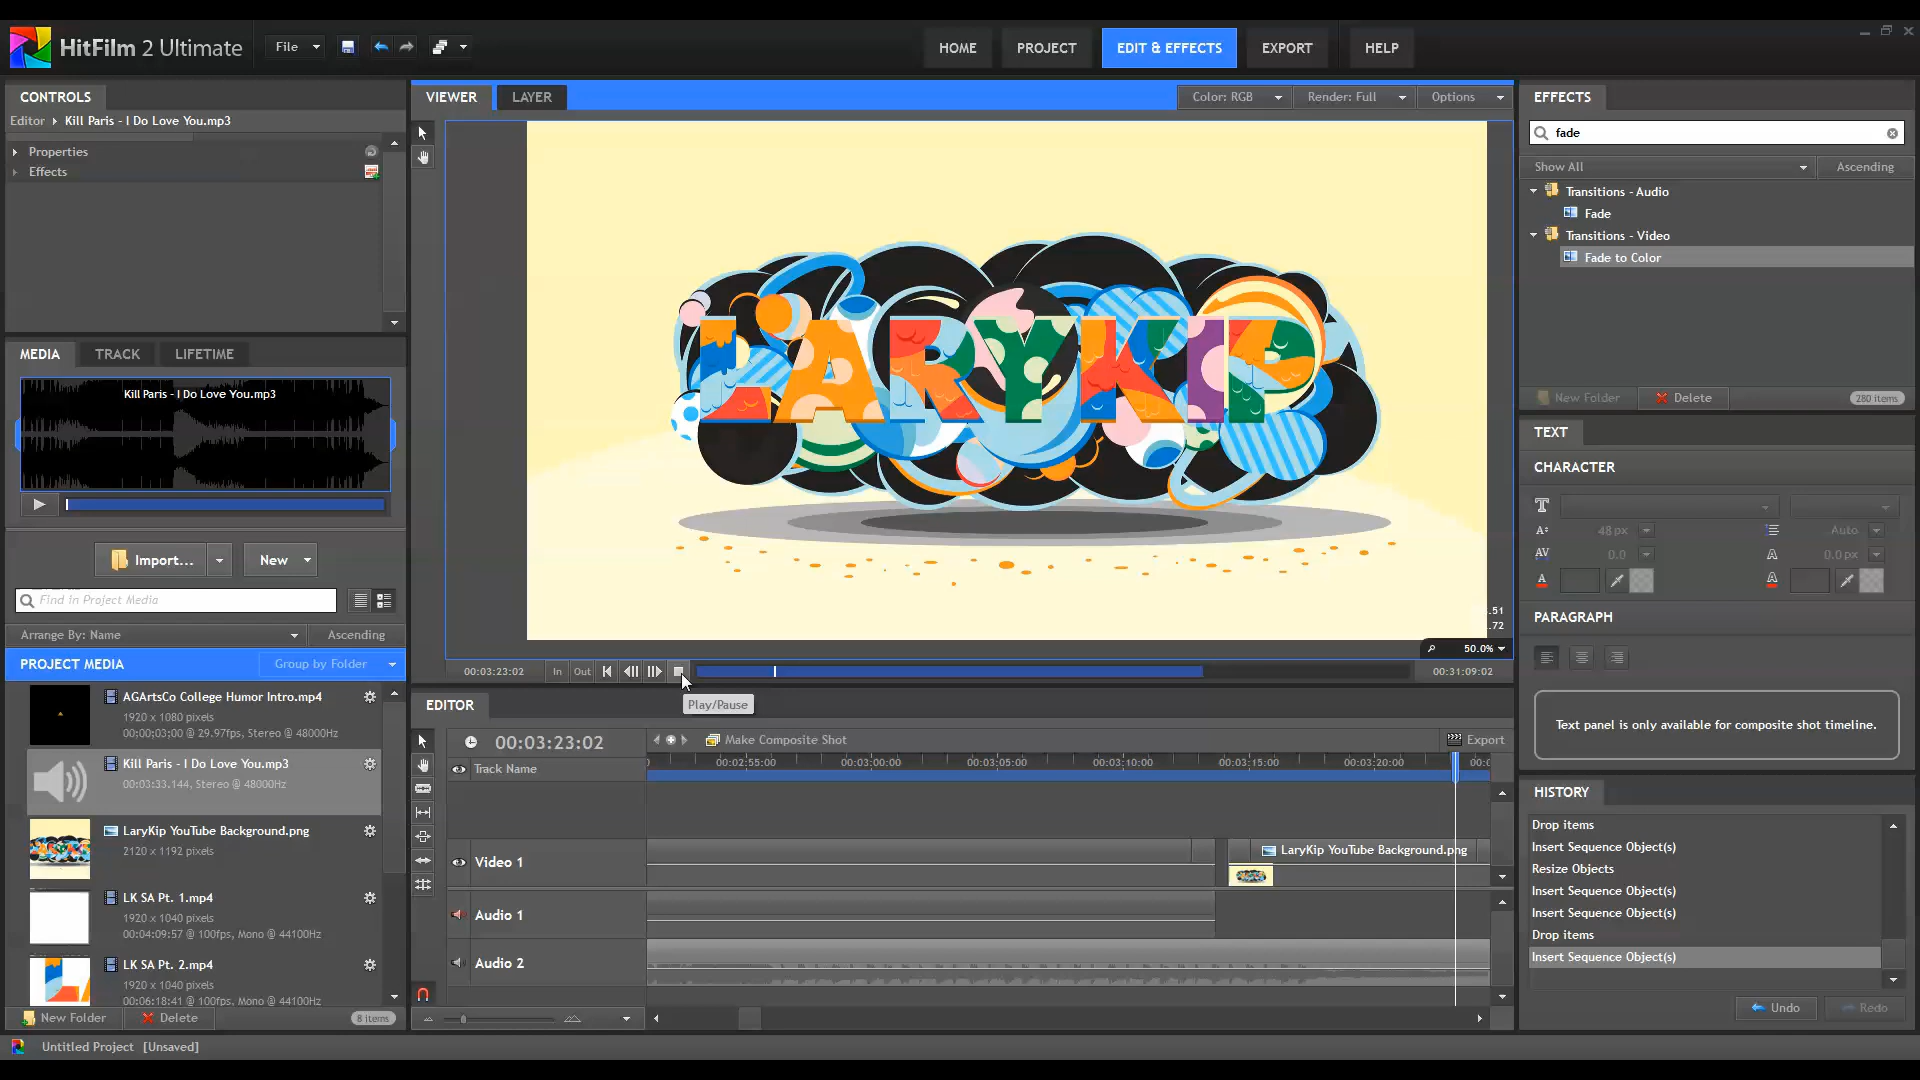 HitFilm 2 Ultimate
File
HOME
PROJECT
EDIT & EFFECTS
EXPORT
HELP
CONTROLS
Editor Kill Paris - I Do Love You.mp3
Properties
Effects
MEDIA
TRACK
LIFETIME
Kill Paris - I Do Love You.mp3
Import...
New
Find in Project Media
Arrange By: Name
Ascending
PROJECT MEDIA
Group by Folder
AGArtsCo College Humor Intro.mp4
1920 x 1080 pixels
00;00;03;00 @ 29.97fps, Stereo @ 48000Hz
Kill Paris - I Do Love You.mp3
00:03:33.144, Stereo @ 48000Hz
LaryKip YouTube Background.png
2120 x 1192 pixels
LK SA Pt. 1.mp4
1920 x 1040 pixels
00:04:09:57 @ 100fps, Mono @ 44100Hz
LK SA Pt. 2.mp4
1920 x 1040 pixels
00:06:18:41 @ 100fps, Mono @ 44100Hz
New Folder
Delete
8 items
Untitled Project [Unsaved]
VIEWER
LAYER
Color: RGB
Render: Full
Options
LARYKIP
.51
.72
50.0%
00:03:23:02
In
Out
00:31:09:02
Play/Pause
EDITOR
00:03:23:02
Make Composite Shot
Export
Track Name
00:02:55:00
00:03:00:00
00:03:05:00
00:03:10:00
00:03:15:00
00:03:20:00
Video 1
LaryKip YouTube Background.png
Audio 1
Audio 2
EFFECTS
fade
Show All
Ascending
Transitions - Audio
Fade
Transitions - Video
Fade to Color
New Folder
Delete
280 items
TEXT
CHARACTER
48 px
Auto
0.0
0.0 px
PARAGRAPH
Text panel is only available for composite shot timeline.
HISTORY
Drop items
Insert Sequence Object(s)
Resize Objects
Insert Sequence Object(s)
Insert Sequence Object(s)
Drop items
Insert Sequence Object(s)
Undo
Redo